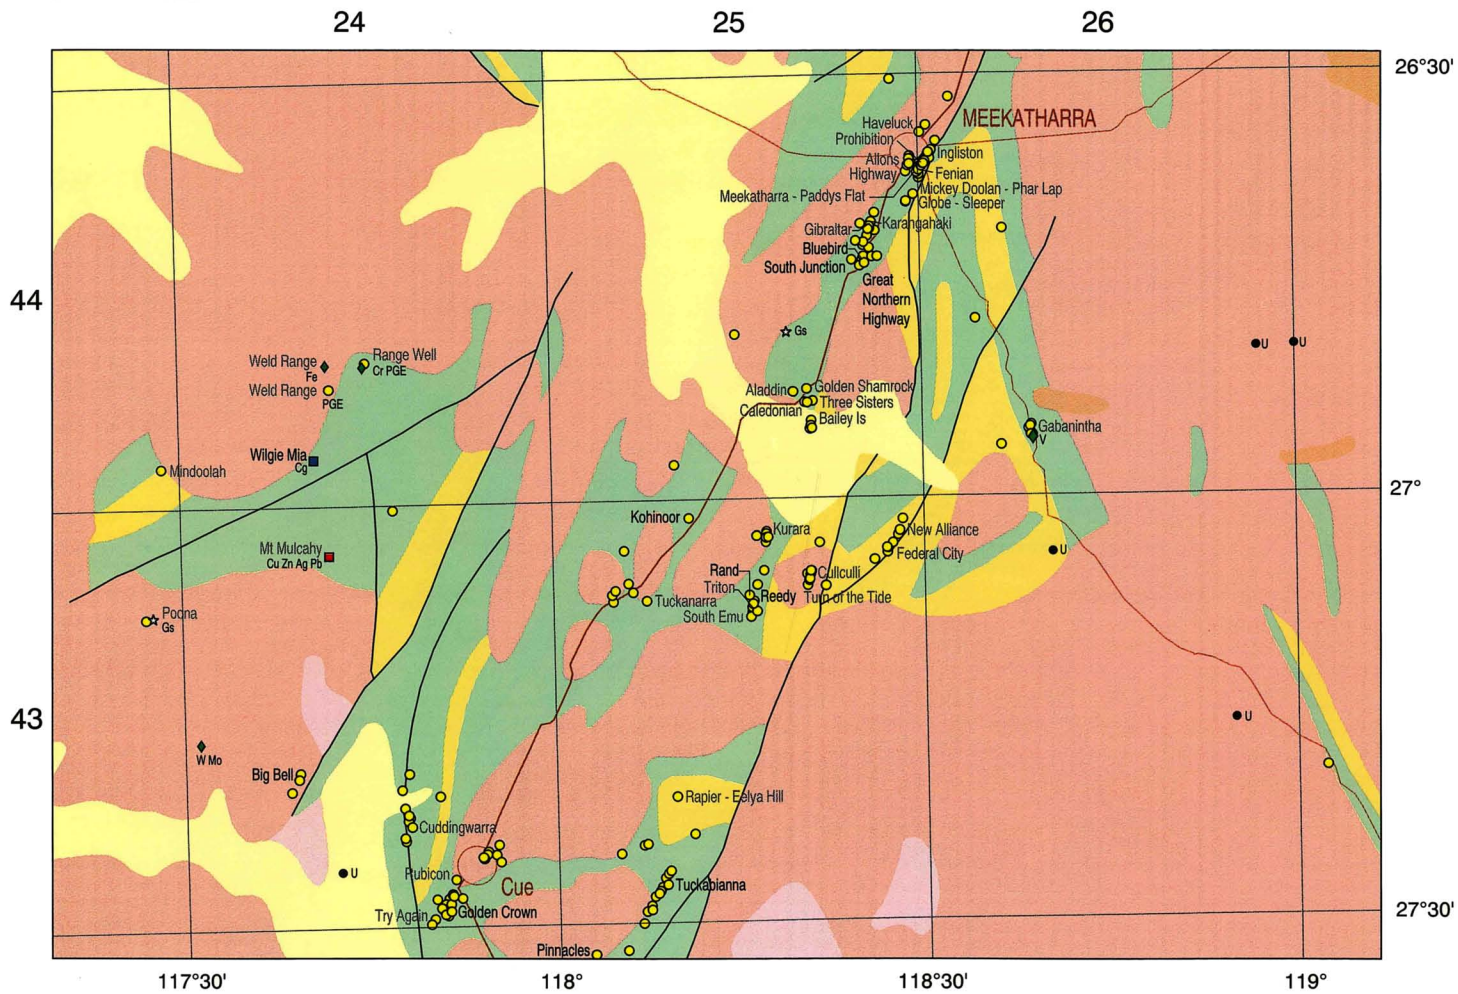 24 25 26
26°30'
MEEKATHARRA
Haveluck
Prohibition
Ingliston
Allons
Highway
Fenian
Meekatharra - Paddys Flat
Mickey Doolan - Phar Lap
Globe - Sleeper
Gibraltar
Karangahaki
Bluebird
South Junction
Great
Northern
Highway
44
Gs
U
U
Weld Range
Fe
Range Well
Cr PGE
Weld Range
PGE
Aladdin
Golden Shamrock
Three Sisters
Caledonian
Bailey Is
Gabanintha
V
Wilgie Mia
Cg
Mindoolah
27°
Kohinoor
Kurara
New Alliance
Federal City
U
Mt Mulcahy
Cu Zn Ag Pb
Rand
Cullculli
Triton
Reedy
Turn of the Tide
Tuckanarra
South Emu
Poona
Gs
43
U
W Mo
Big Bell
Rapier - Eelya Hill
Cuddingwarra
U
Rubicon
Cue
Tuckabianna
Try Again
Golden Crown
27°30'
Pinnacles
117°30' 118° 118°30' 119°